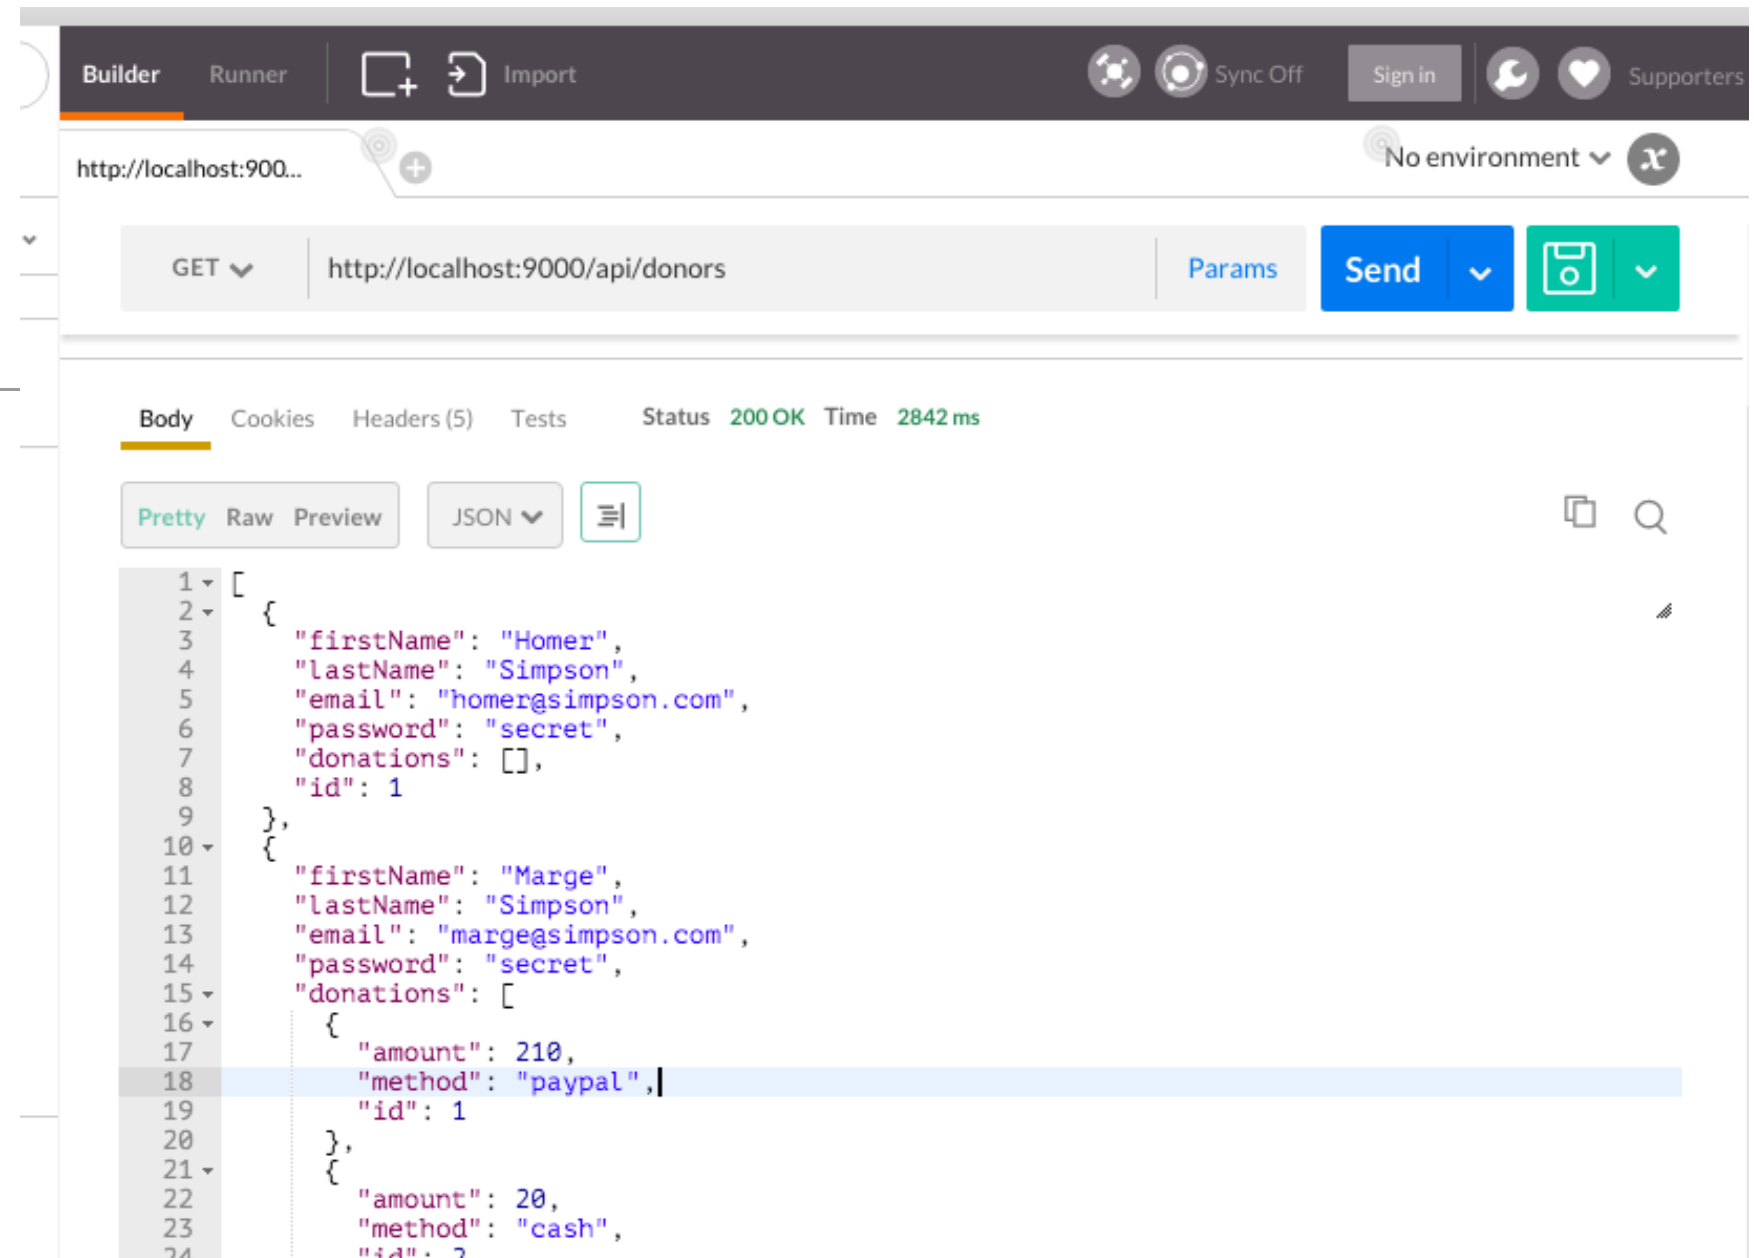 Builder Runner Import Sync Off Sign in Supporters
http://localhost:900... No environment
GET http://localhost:9000/api/donors Params Send
Body Cookies Headers (5) Tests Status 200 OK Time 2842 ms
Pretty Raw Preview JSON
1 [
2 {
3 "firstName": "Homer",
4 "lastName": "Simpson",
5 "email": "homer@simpson.com",
6 "password": "secret",
7 "donations": [],
8 "id": 1
9 },
10 {
11 "firstName": "Marge",
12 "lastName": "Simpson",
13 "email": "marge@simpson.com",
14 "password": "secret",
15 "donations": [
16 {
17 "amount": 210,
18 "method": "paypal",
19 "id": 1
20 },
21 {
22 "amount": 20,
23 "method": "cash",
24 "id": 2